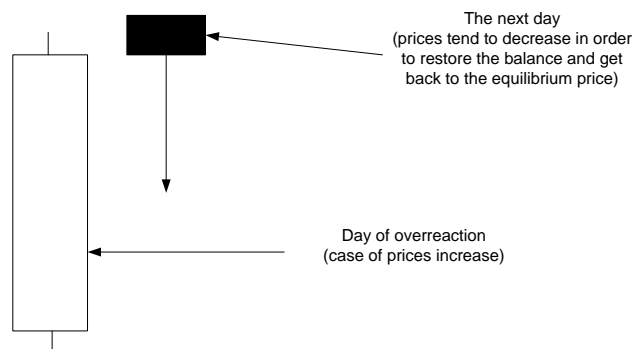 The next day
(prices tend to decrease in order
to restore the balance and get
back to the equilibrium price)
Day of overreaction
(case of prices increase)